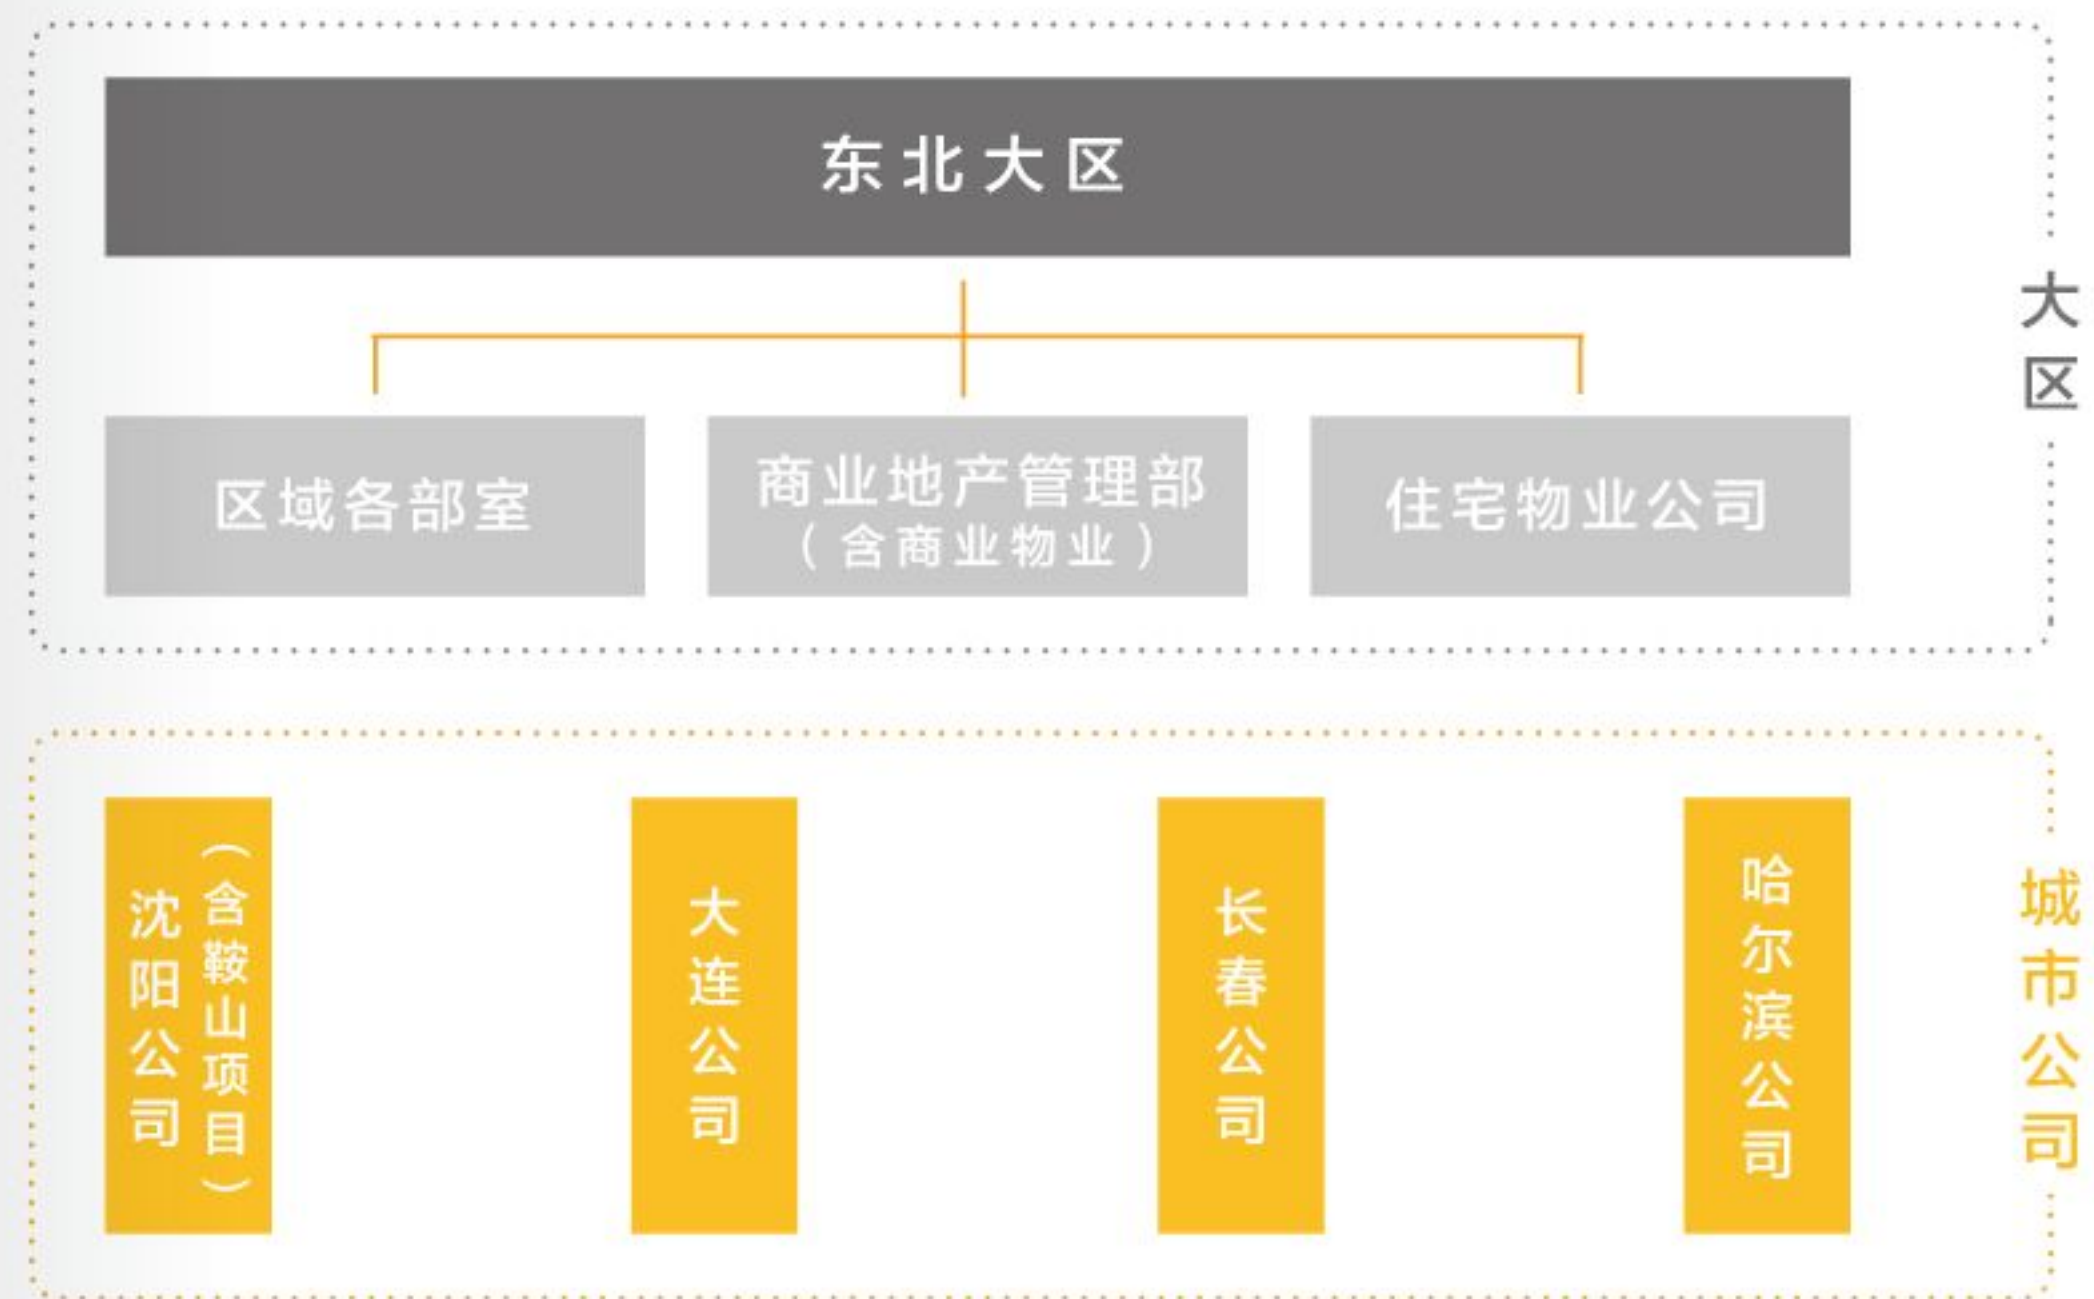 东北大区
大区
区域各部室
商业地产管理部
（含商业物业）
住宅物业公司
沈阳公司
（含鞍山项目）
大连公司
长春公司
哈尔滨公司
城市公司